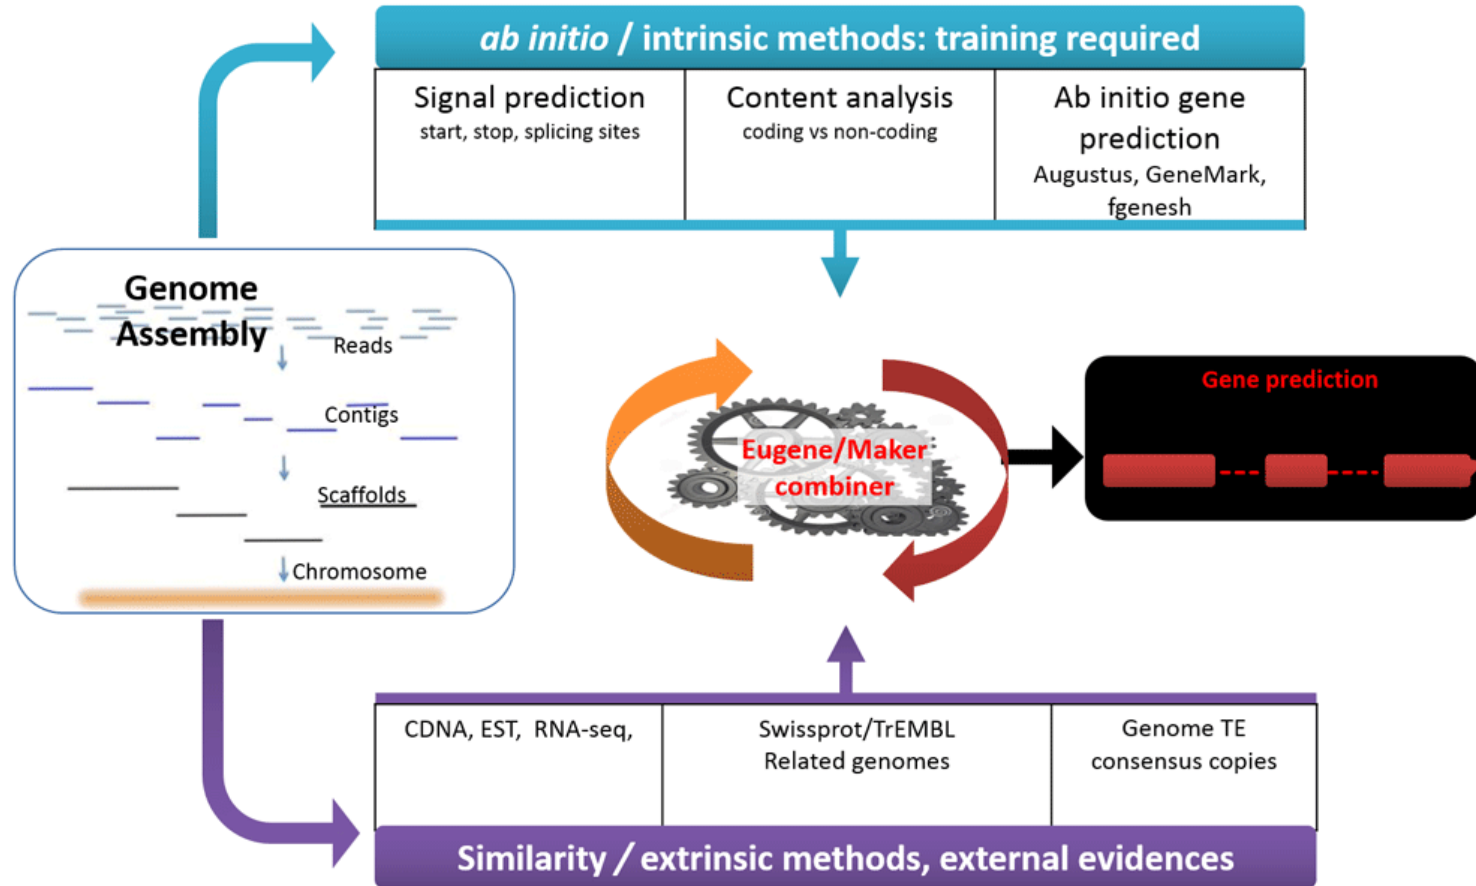 ab initio / intrinsic methods: training required
Signal prediction
start, stop, splicing sites
Content analysis
coding vs non-coding
Ab initio gene
prediction
Augustus, GeneMark,
fgenesh
Genome
Assembly
Reads
Contigs
Scaffolds
Chromosome
Eugene/Maker
combiner
Gene prediction
CDNA, EST, RNA-seq,
Swissprot/TrEMBL
Related genomes
Genome TE
consensus copies
Similarity / extrinsic methods, external evidences